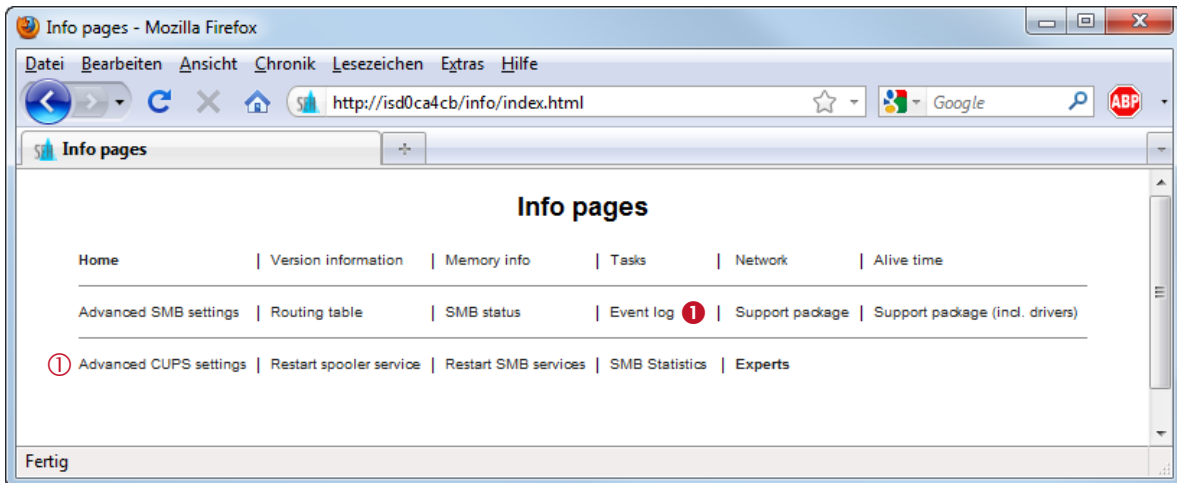 Info pages - Mozilla Firefox
Datei Bearbeiten Ansicht Chronik Lesezeichen Extras Hilfe
http://isd0ca4cb/info/index.html Google ABP
Info pages
Info pages
Home | Version information | Memory info | Tasks | Network | Alive time
Advanced SMB settings | Routing table | SMB status | Event log ❶ | Support package | Support package (incl. drivers)
① Advanced CUPS settings | Restart spooler service | Restart SMB services | SMB Statistics | Experts
Fertig